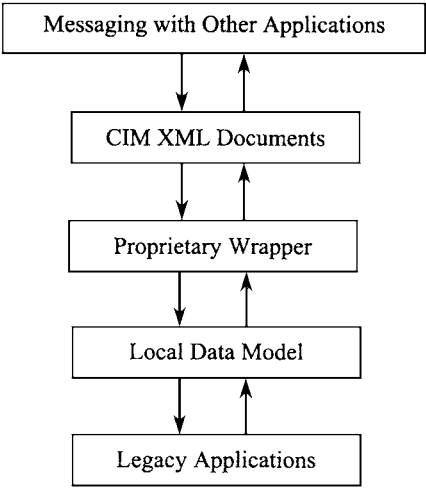 Messaging with Other Applications
CIM XML Documents
Proprietary Wrapper
Local Data Model
Legacy Applications